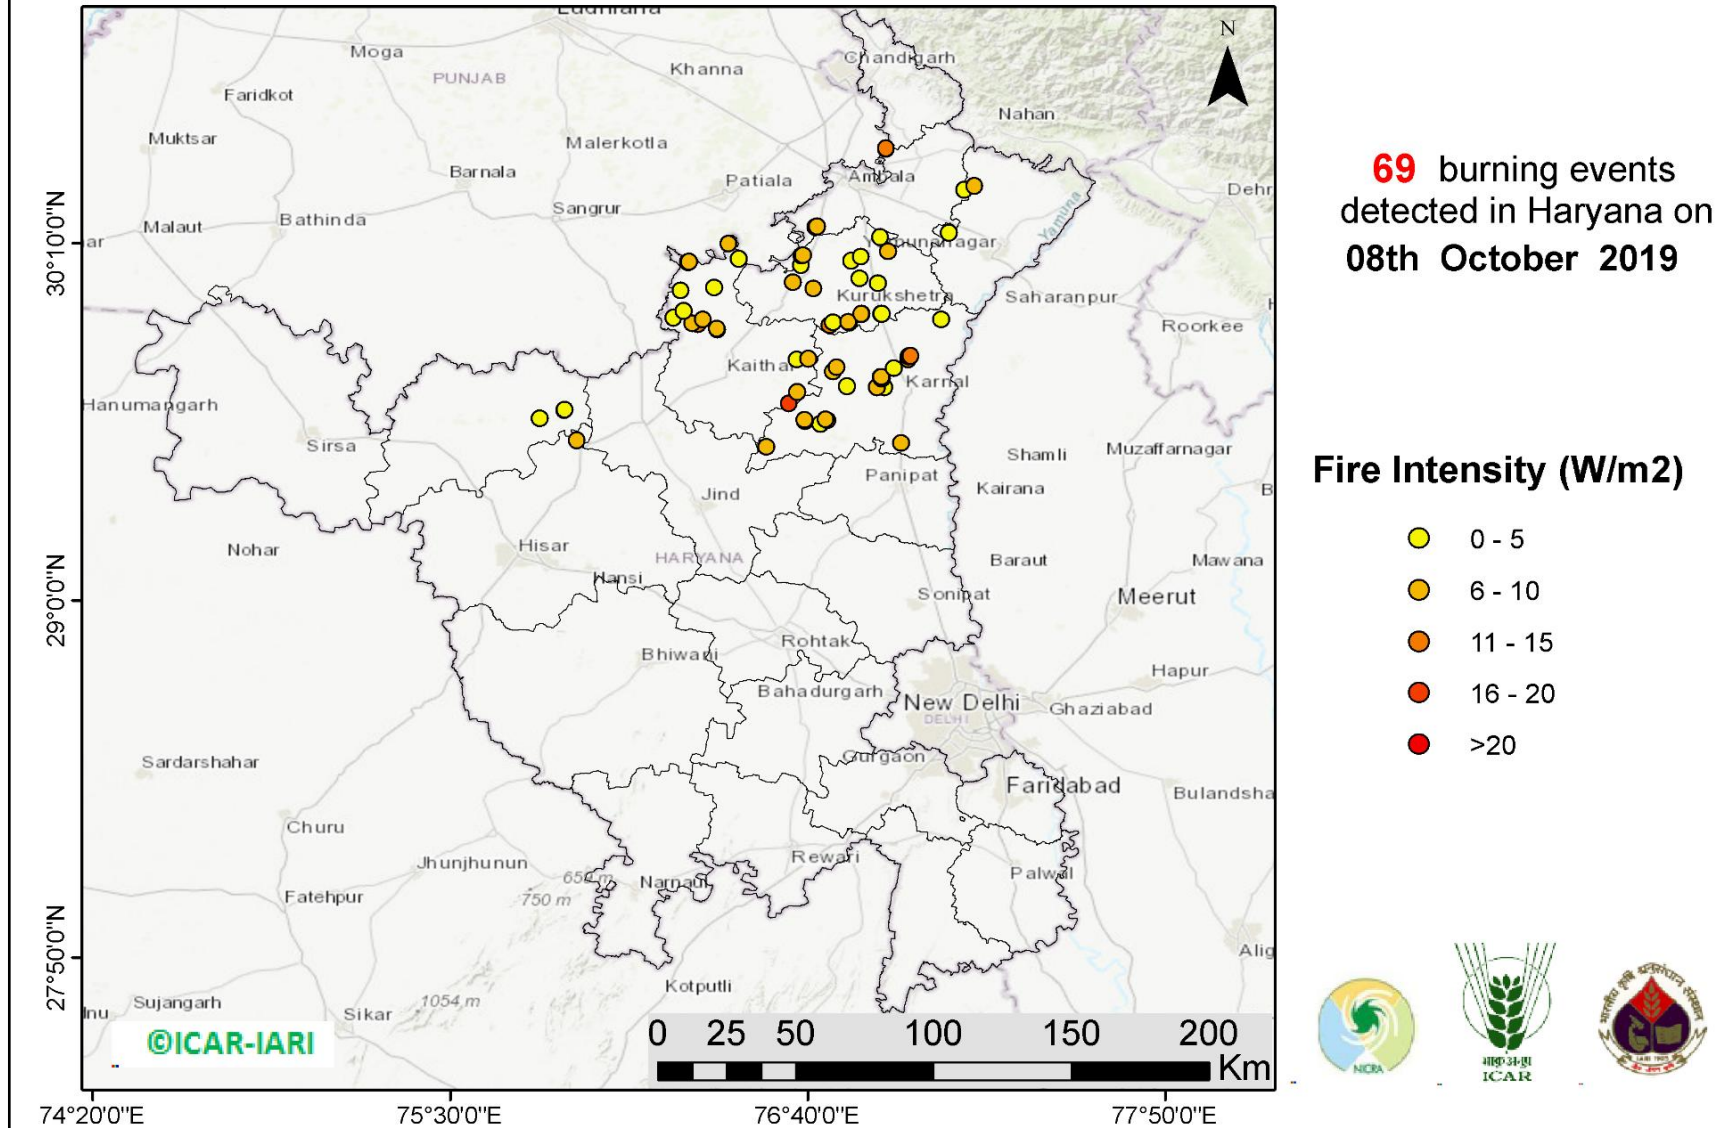 Moga
Khanna
Chandigarh
PUNJAB
Faridkot
Nahan
Muktsar
Malerkotla
Barnala
Patiala
Ambala
Dehr
Sangrur
Malaut
Bathinda
Yamuna
Yamunanagar
Kurukshetra
Saharanpur
Roorkee
Kaithal
Karnal
Hanumangarh
Sirsa
Shamli
Muzaffarnagar
Panipat
Kairana
Jind
Nohar
Hisar
HARYANA
Baraut
Mawana
Hansi
Sonipat
Meerut
Rohtak
Bhiwani
Hapur
Bahadurgarh
New Delhi
DELHI
Ghaziabad
Sardarshahar
Gurgaon
Faridabad
Bulandsha
Churu
Jhunjhunun
Rewari
Narnaul
Palwal
Fatehpur
750 m
Alig
Kotputli
Sujangarh
1054 m
Sikar
N
©ICAR-IARI
0 25 50 100 150 200
Km
30°10'0"N
29°0'0"N
27°50'0"N
74°20'0"E 75°30'0"E 76°40'0"E 77°50'0"E
69 burning events
detected in Haryana on
08th October 2019
Fire Intensity (W/m2)
0 - 5
6 - 10
11 - 15
16 - 20
>20
NICRA
भाकृअनुप
ICAR